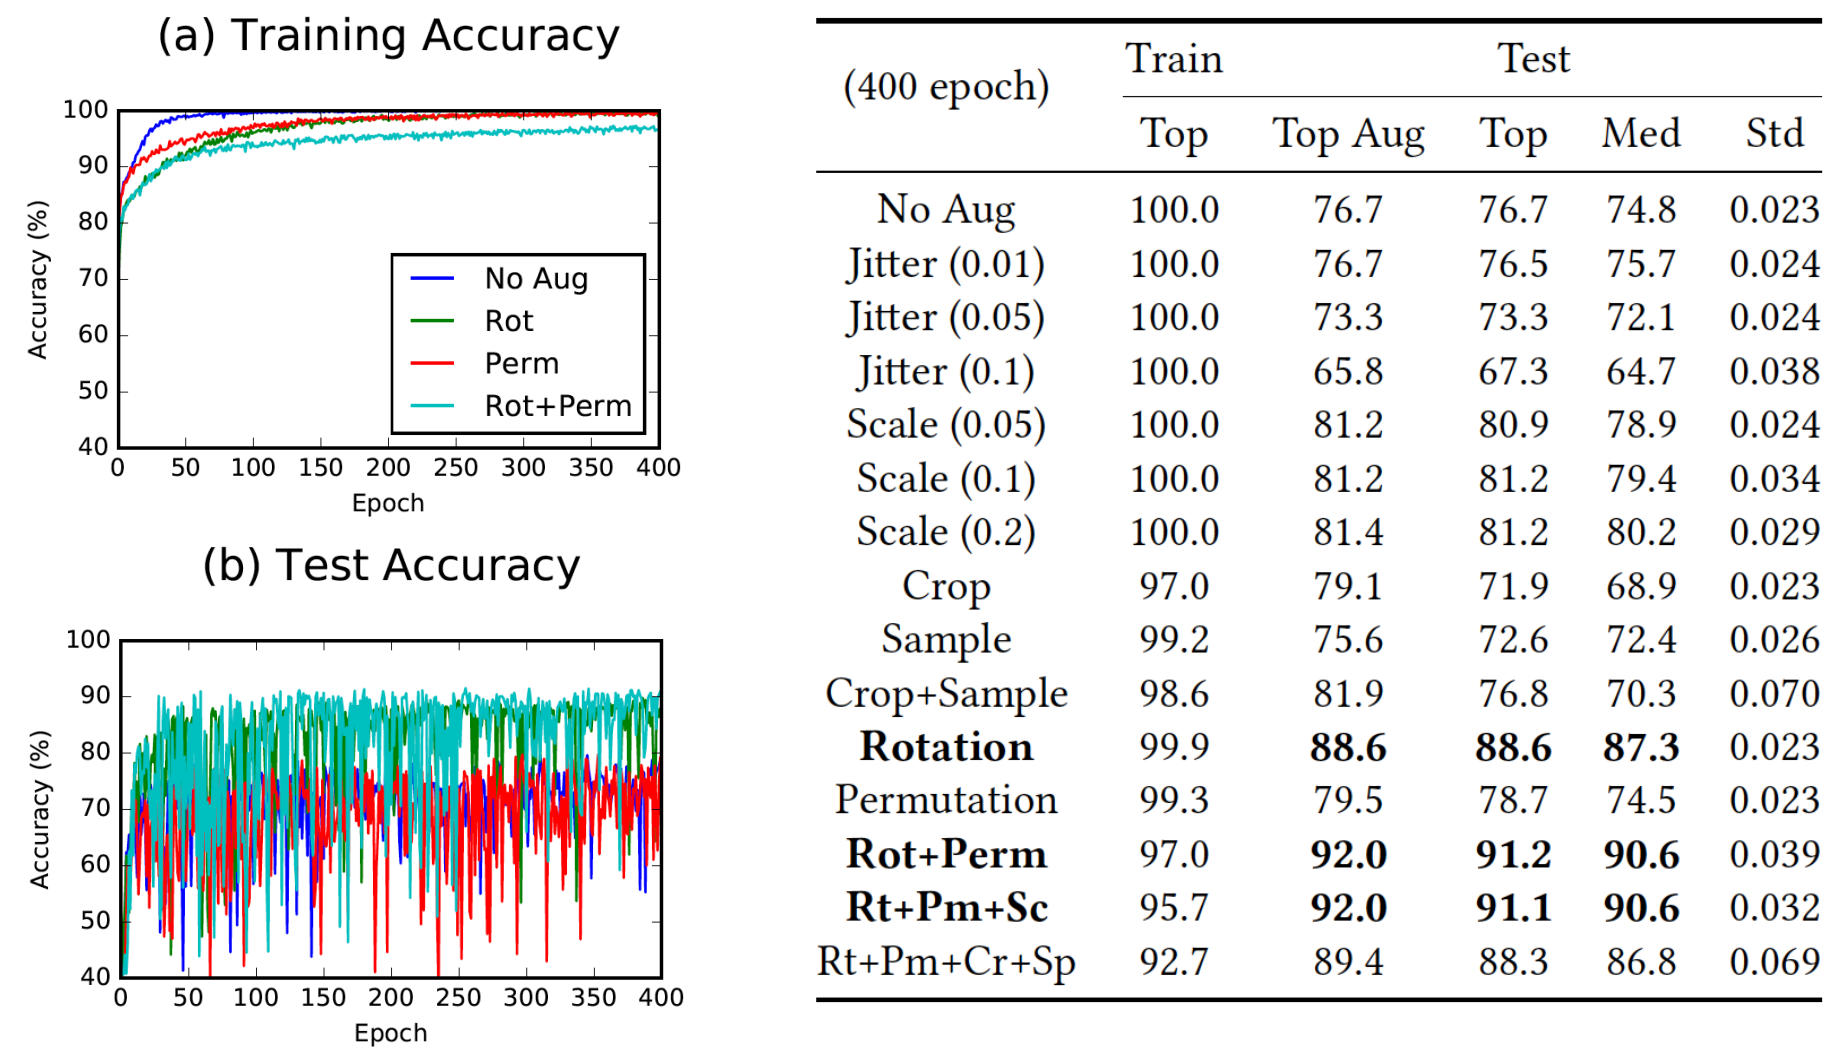 (a) Training Accuracy
100
90
80
70
60
50
40
Accuracy (%)
No Aug
Rot
Perm
Rot+Perm
0 50 100 150 200 250 300 350 400
Epoch
(b) Test Accuracy
100
90
80
70
60
50
40
Accuracy (%)
0 50 100 150 200 250 300 350 400
Epoch
(400 epoch) Train Test
Top Top Aug Top Med Std
No Aug 100.0 76.7 76.7 74.8 0.023
Jitter (0.01) 100.0 76.7 76.5 75.7 0.024
Jitter (0.05) 100.0 73.3 73.3 72.1 0.024
Jitter (0.1) 100.0 65.8 67.3 64.7 0.038
Scale (0.05) 100.0 81.2 80.9 78.9 0.024
Scale (0.1) 100.0 81.2 81.2 79.4 0.034
Scale (0.2) 100.0 81.4 81.2 80.2 0.029
Crop 97.0 79.1 71.9 68.9 0.023
Sample 99.2 75.6 72.6 72.4 0.026
Crop+Sample 98.6 81.9 76.8 70.3 0.070
Rotation 99.9 88.6 88.6 87.3 0.023
Permutation 99.3 79.5 78.7 74.5 0.023
Rot+Perm 97.0 92.0 91.2 90.6 0.039
Rt+Pm+Sc 95.7 92.0 91.1 90.6 0.032
Rt+Pm+Cr+Sp 92.7 89.4 88.3 86.8 0.069